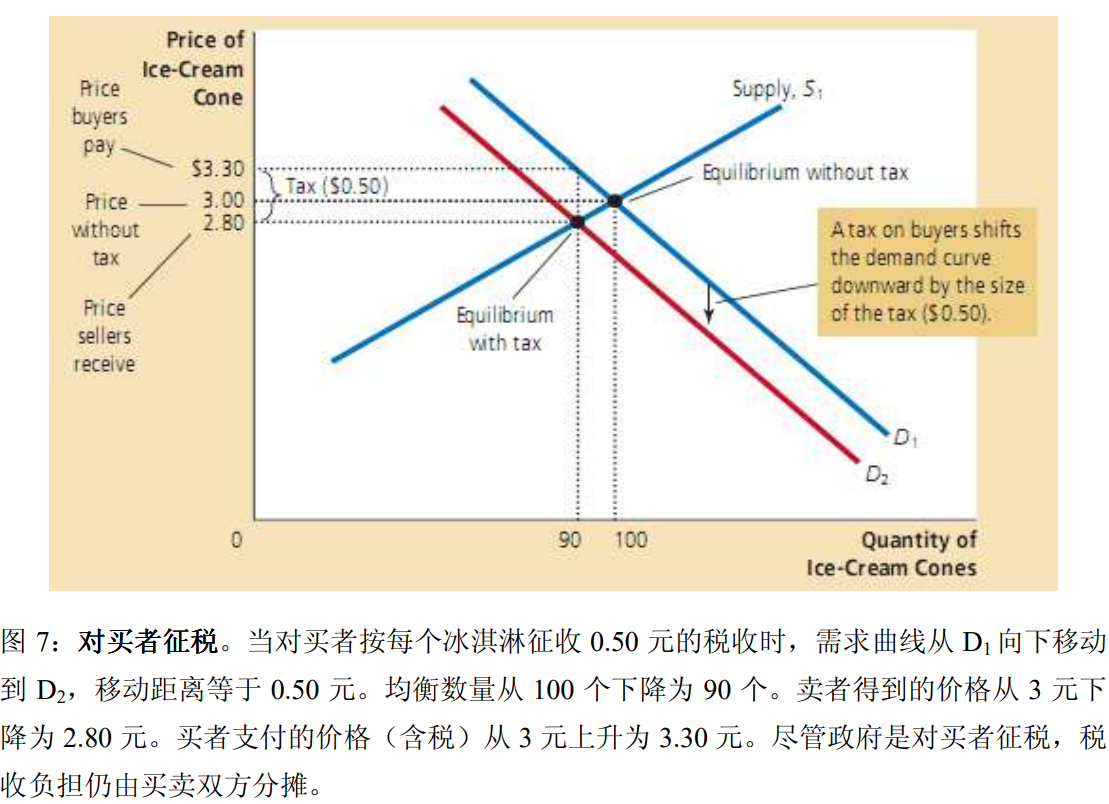 Price of
Ice-Cream
Cone
Price
buyers
pay
$3.30
Tax ($0.50)
Price
without
tax
3.00
2.80
Price
sellers
receive
Supply, S₁
Equilibrium without tax
A tax on buyers shifts
the demand curve
downward by the size
of the tax ($0.50).
Equilibrium
with tax
D₁
D₂
0
90
100
Quantity of
Ice-Cream Cones
图 7：对买者征税。当对买者按每个冰淇淋征收 0.50 元的税收时，需求曲线从 D₁ 向下移动
到 D₂，移动距离等于 0.50 元。均衡数量从 100 个下降为 90 个。卖者得到的价格从 3 元下
降为 2.80 元。买者支付的价格（含税）从 3 元上升为 3.30 元。尽管政府是对买者征税，税
收负担仍由买卖双方分摊。